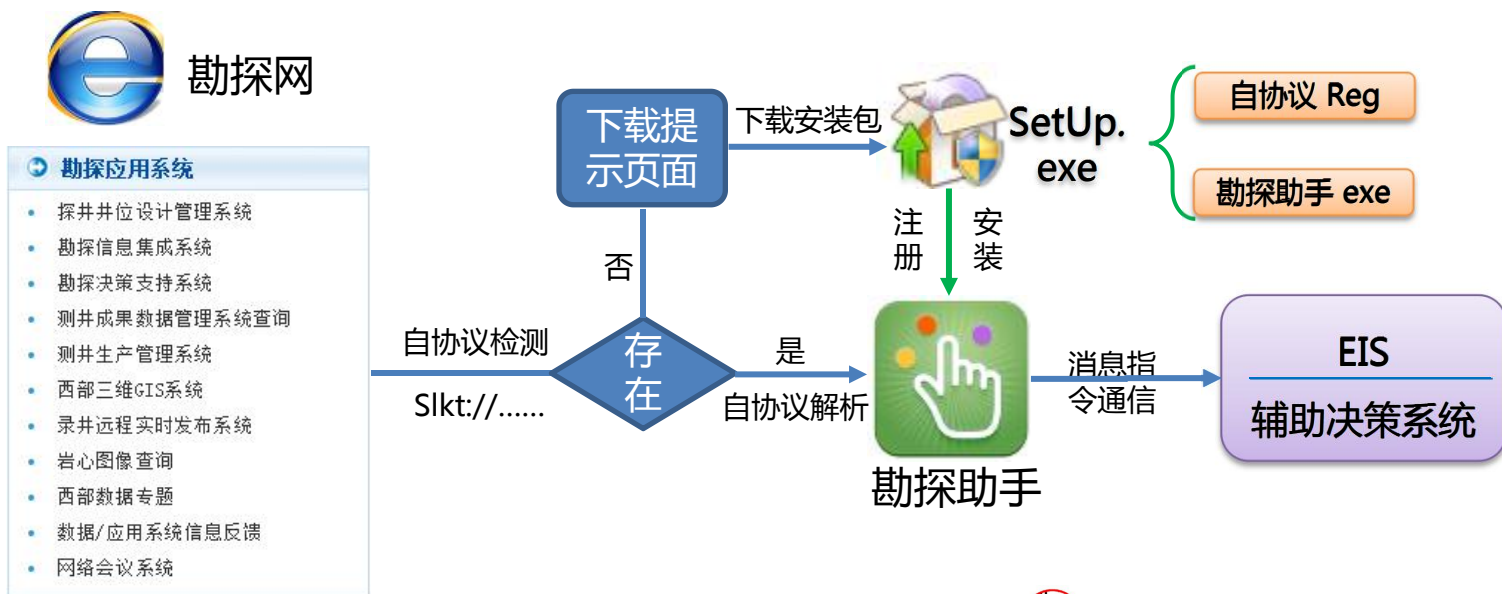 勘探网
勘探应用系统
探井井位设计管理系统
勘探信息集成系统
勘探决策支持系统
测井成果数据管理系统查询
测井生产管理系统
西部三维GIS系统
录井远程实时发布系统
岩心图像查询
西部数据专题
数据/应用系统信息反馈
网络会议系统
自协议检测
Slkt://......
存
在
否
下载提
示页面
下载安装包
SetUp.
exe
自协议 Reg
勘探助手 exe
注
册
安
装
是
自协议解析
勘探助手
消息指
令通信
EIS
辅助决策系统